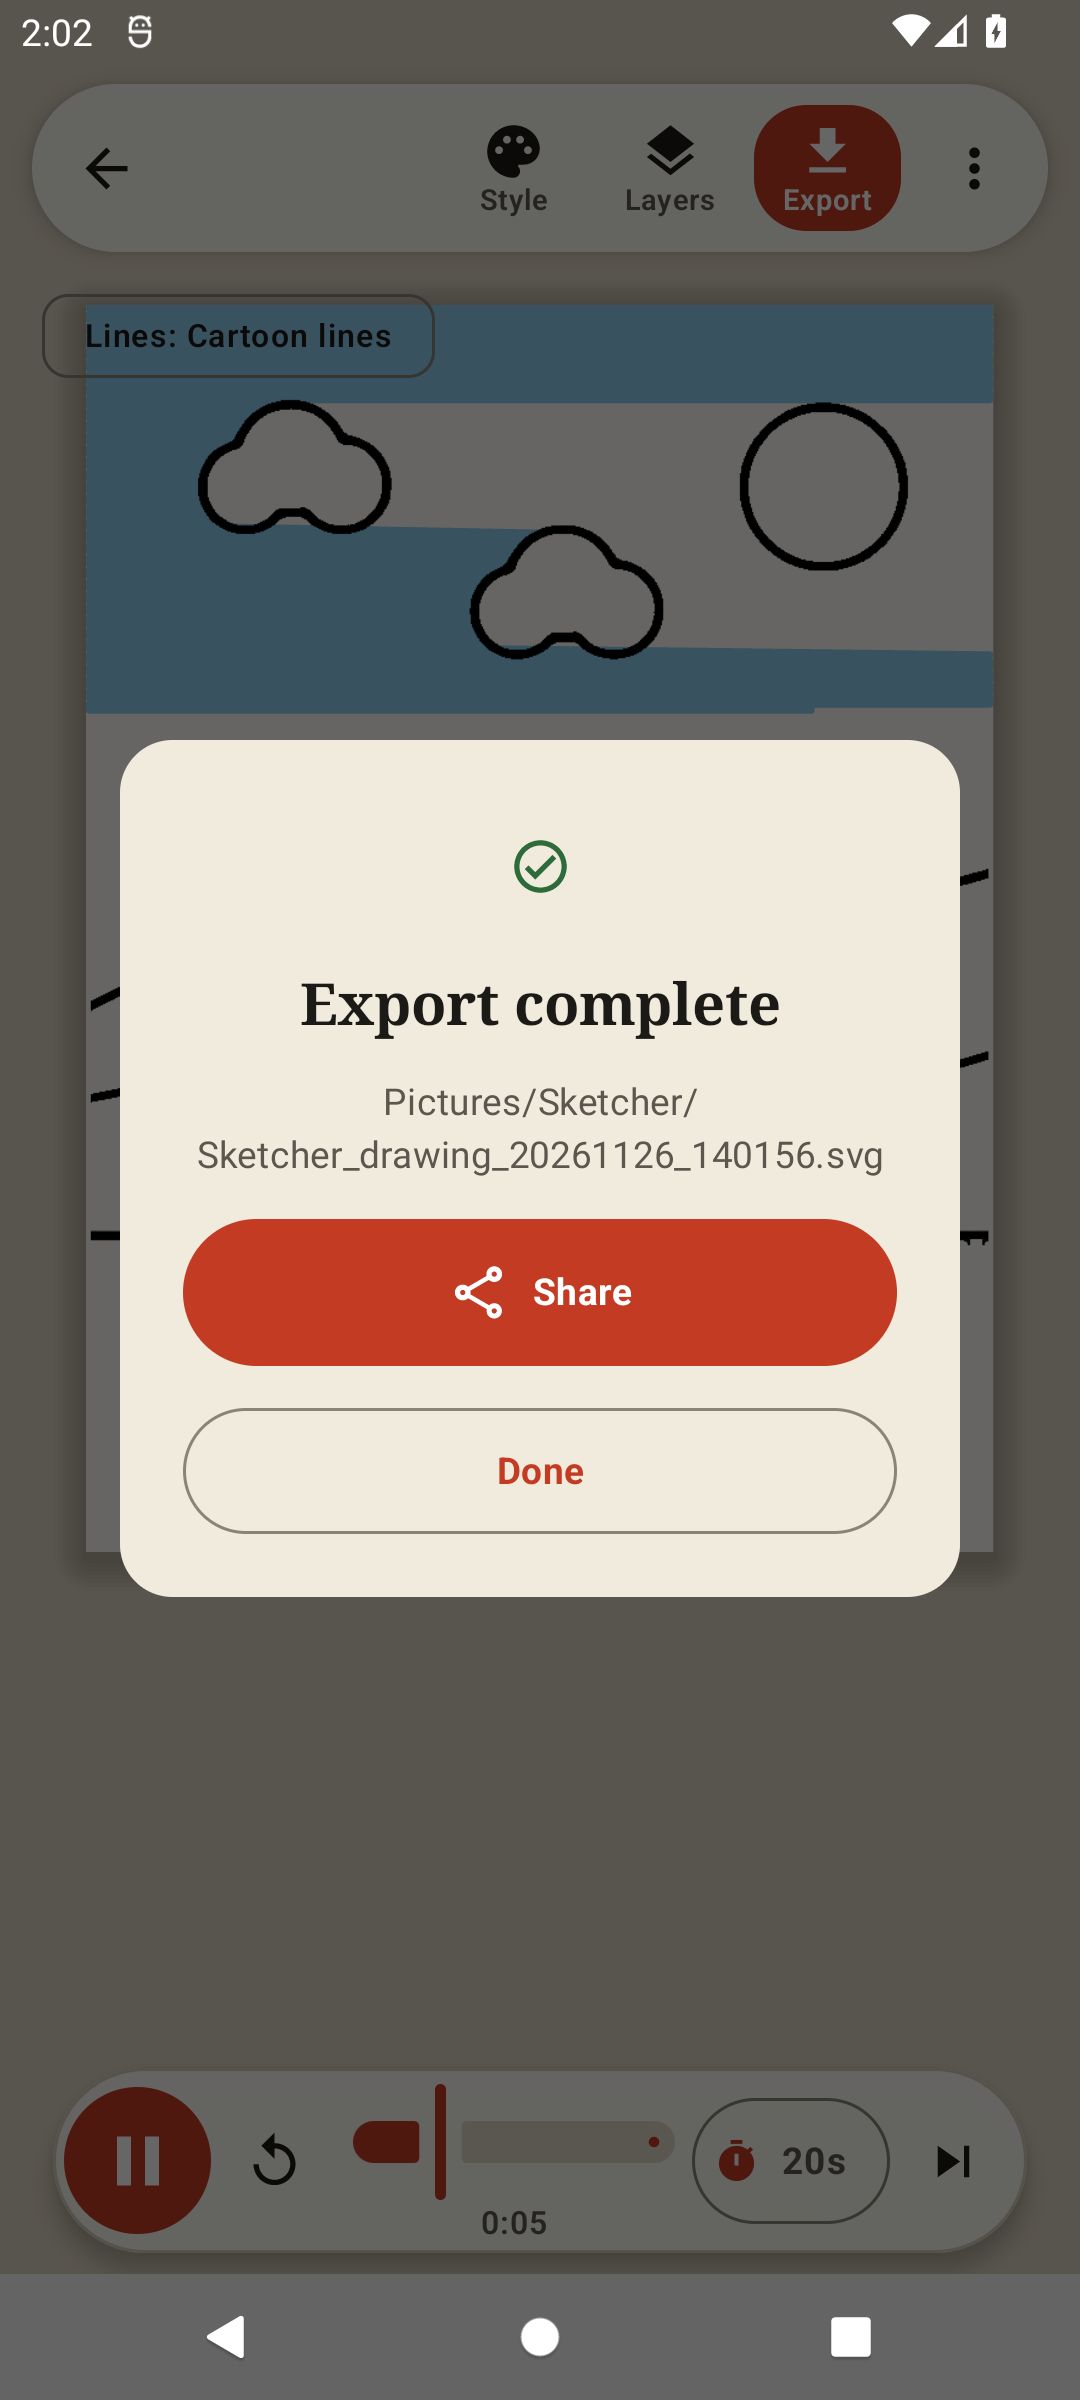 2:02
Style
Layers
Export
Lines: Cartoon lines
Export complete
Pictures/Sketcher/
Sketcher_drawing_20261126_140156.svg
Share
Done
20s
0:05